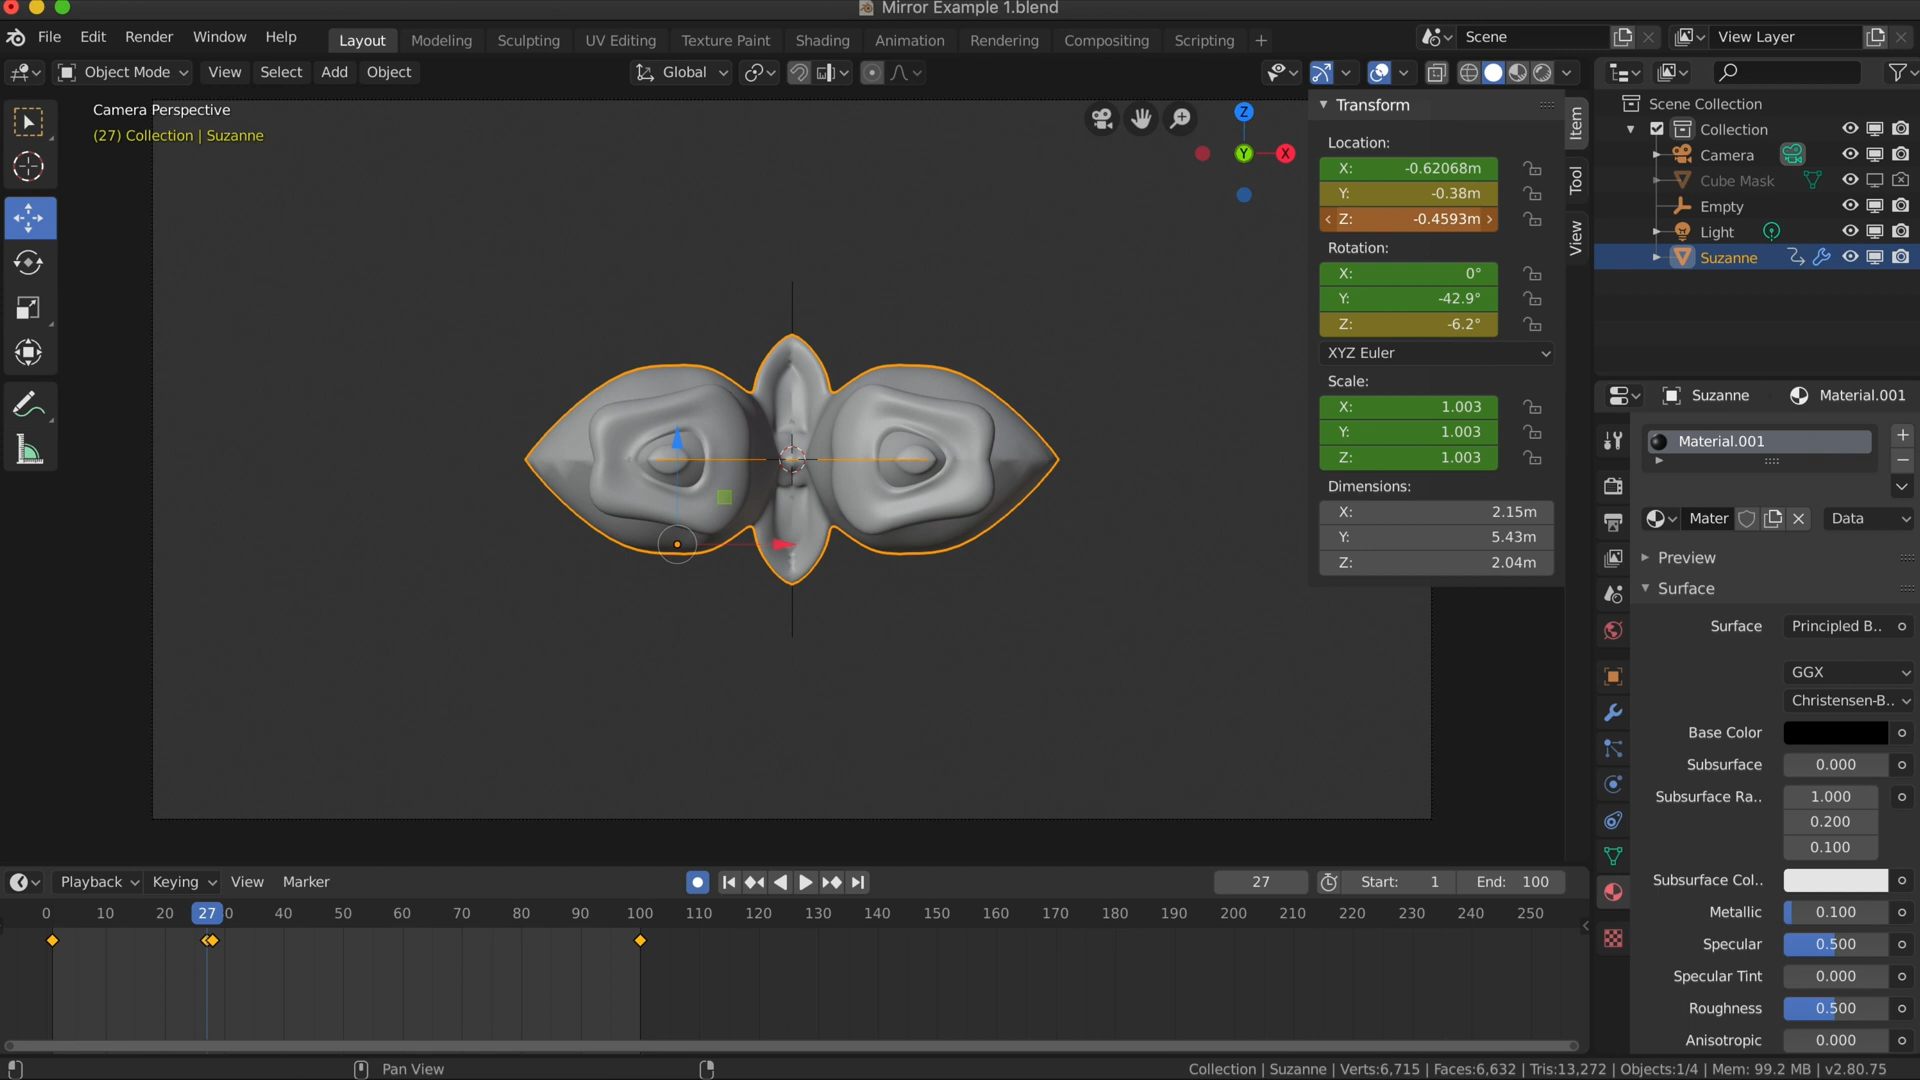 Mirror Example 1.blend
File Edit Render Window Help Layout Modeling Sculpting UV Editing Texture Paint Shading Animation Rendering Compositing Scripting + Scene View Layer
Object Mode View Select Add Object Global
Camera Perspective
(27) Collection | Suzanne
Z
Y
X
Transform
Location:
X: -0.62068m
Y: -0.38m
Z: -0.4593m
Rotation:
X: 0°
Y: -42.9°
Z: -6.2°
XYZ Euler
Scale:
X: 1.003
Y: 1.003
Z: 1.003
Dimensions:
X: 2.15m
Y: 5.43m
Z: 2.04m
Item
Tool
View
Scene Collection
Collection
Camera
Cube Mask
Empty
Light
Suzanne
Suzanne Material.001
Material.001
Mater Data
Preview
Surface
Surface Principled B..
GGX
Christensen-B..
Base Color
Subsurface 0.000
Subsurface Ra.. 1.000
0.200
0.100
Subsurface Col..
Metallic 0.100
Specular 0.500
Specular Tint 0.000
Roughness 0.500
Anisotropic 0.000
Playback Keying View Marker 27 Start: 1 End: 100
0 10 20 27 0 40 50 60 70 80 90 100 110 120 130 140 150 160 170 180 190 200 210 220 230 240 250
Pan View
Collection | Suzanne | Verts:6,715 | Faces:6,632 | Tris:13,272 | Objects:1/4 | Mem: 99.2 MB | v2.80.75